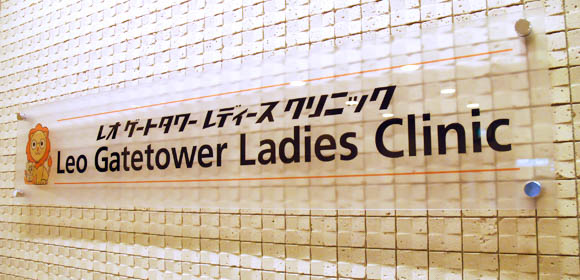 レオ ゲートタワー レディース クリニック
Leo Gatetower Ladies Clinic